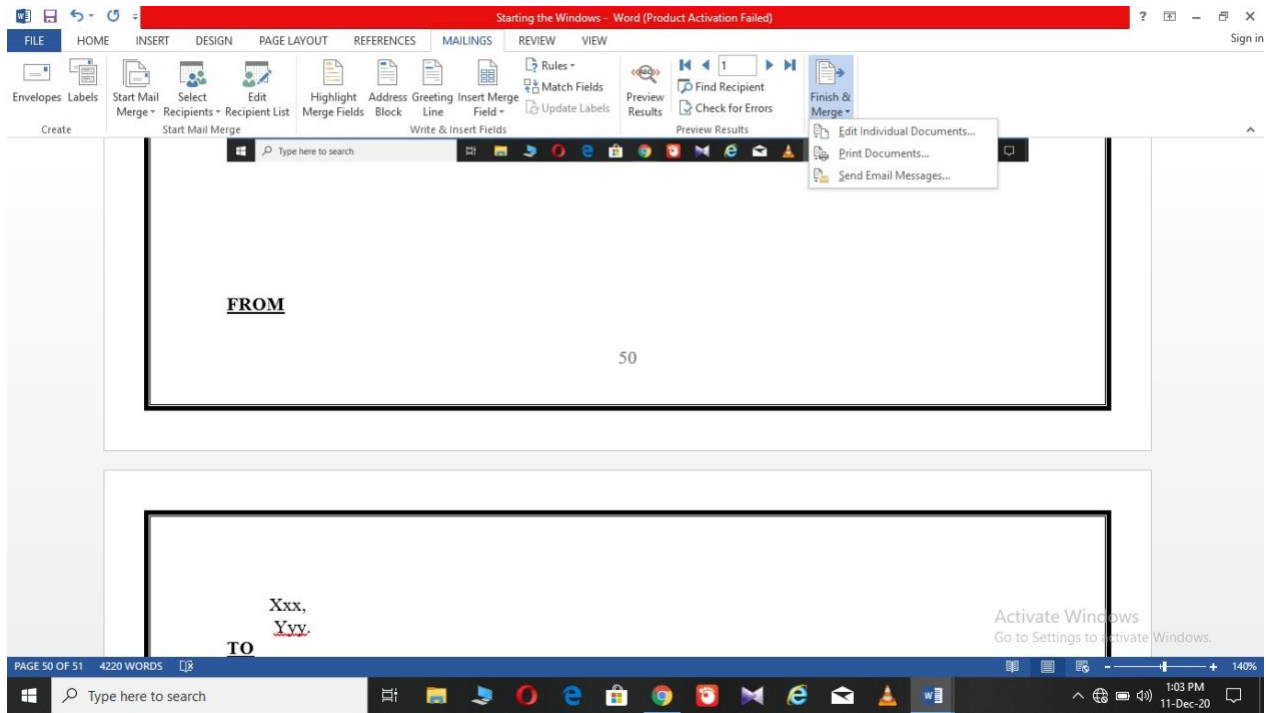 Starting the Windows - Word (Product Activation Failed)
FILE HOME INSERT DESIGN PAGE LAYOUT REFERENCES MAILINGS REVIEW VIEW Sign in
Envelopes Labels
Start Mail Merge
Select Recipients
Edit Recipient List
Highlight Merge Fields
Address Block
Greeting Line
Insert Merge Field
Rules
Match Fields
Update Labels
«ABC»
Preview Results
1
Find Recipient
Check for Errors
Finish & Merge
Create Start Mail Merge Write & Insert Fields Preview Results
Edit Individual Documents...
Print Documents...
Send Email Messages...
Type here to search
FROM
50
Xxx,
Yyy.
TO
Activate Windows
Go to Settings to activate Windows.
PAGE 50 OF 51 4220 WORDS 140%
Type here to search
1:03 PM
11-Dec-20